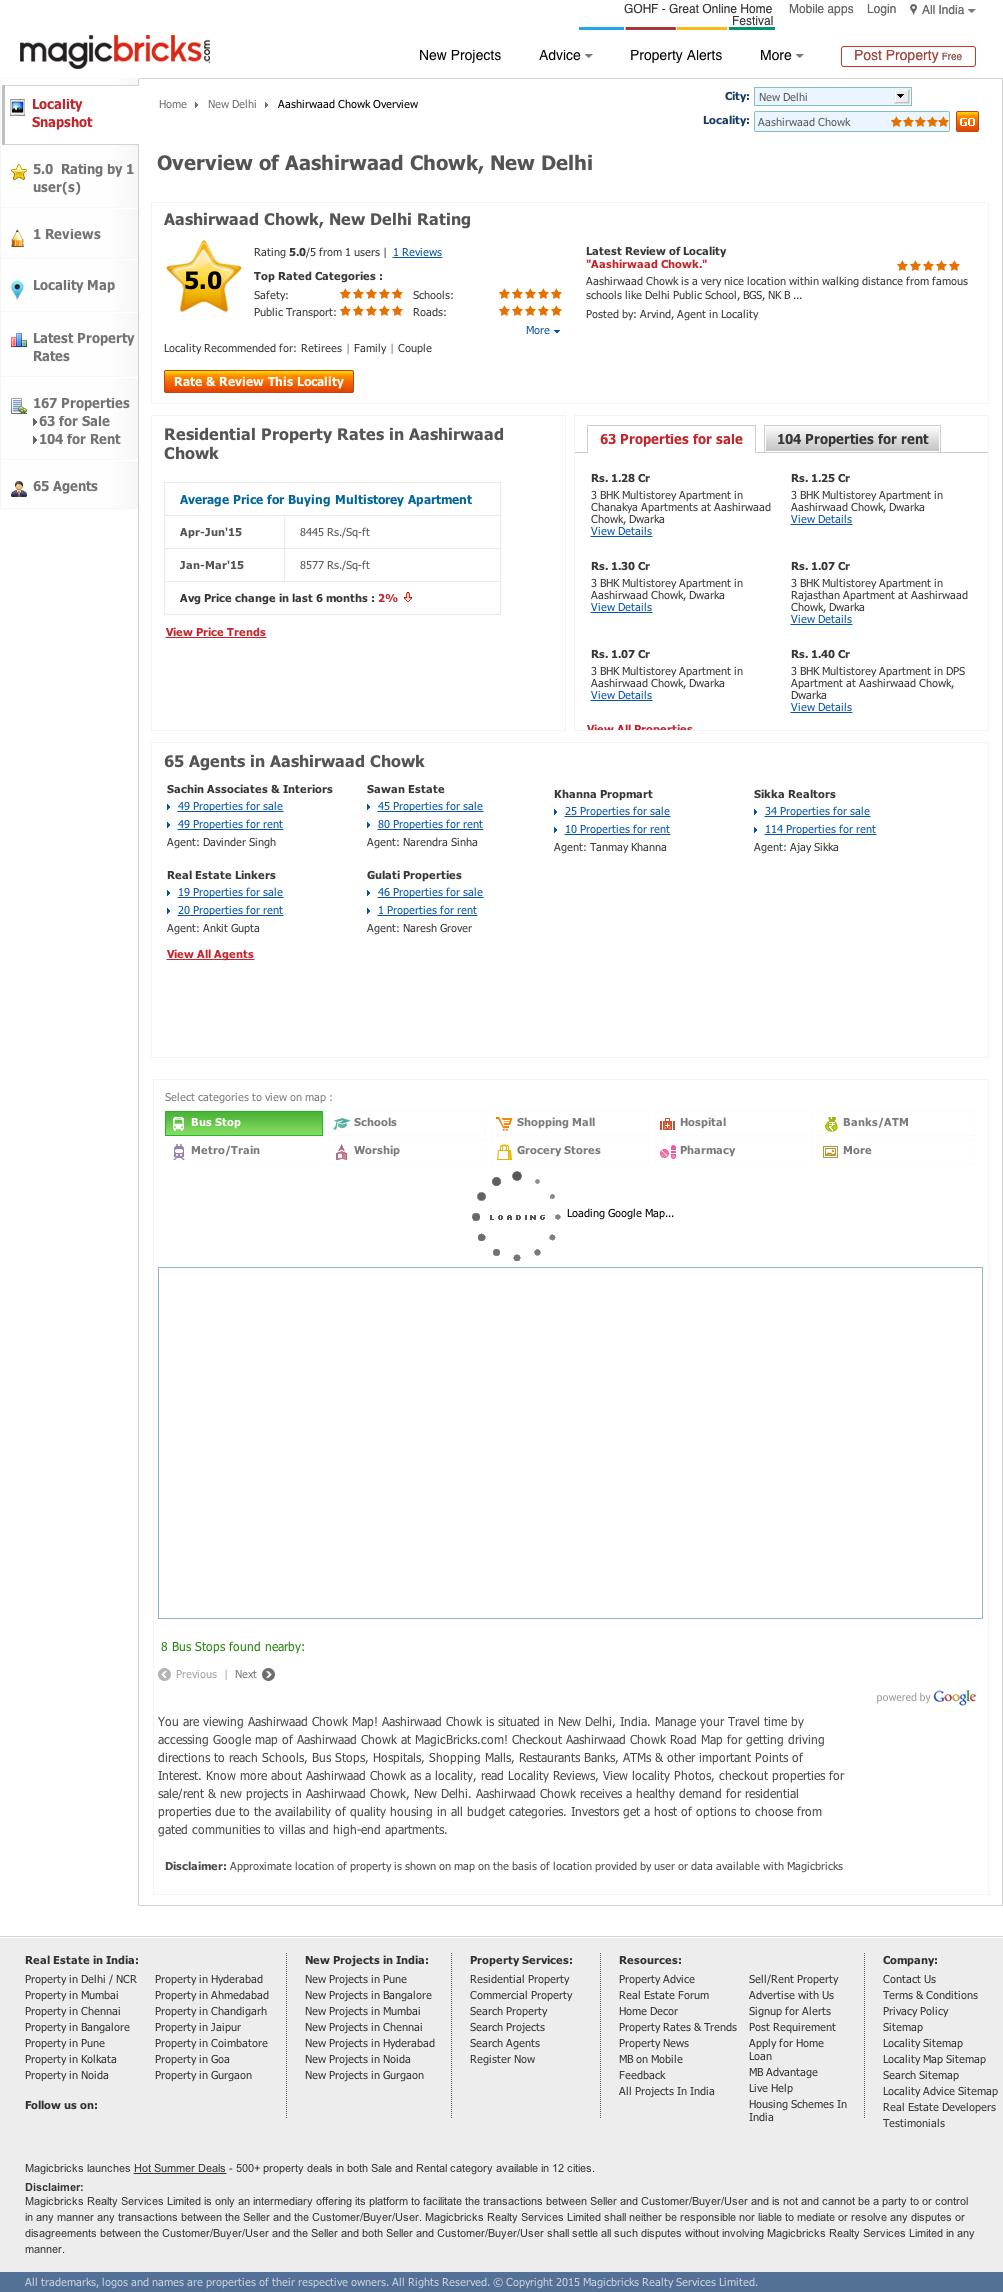 GOHF - Great Online Home Festival
Mobile apps
Login
All India
magicbricks.com
New Projects
Advice
Property Alerts
More
Post Property Free
Locality Snapshot
5.0 Rating by 1 user(s)
1 Reviews
Locality Map
Latest Property Rates
167 Properties
63 for Sale
104 for Rent
65 Agents
Home New Delhi Aashirwaad Chowk Overview
City: New Delhi
Locality: Aashirwaad Chowk GO
Overview of Aashirwaad Chowk, New Delhi
Aashirwaad Chowk, New Delhi Rating
5.0
Rating 5.0/5 from 1 users | 1 Reviews
Top Rated Categories :
Safety: Schools:
Public Transport: Roads:
More
Locality Recommended for: Retirees | Family | Couple
Rate & Review This Locality
Latest Review of Locality
"Aashirwaad Chowk."
Aashirwaad Chowk is a very nice location within walking distance from famous
schools like Delhi Public School, BGS, NK B ...
Posted by: Arvind, Agent in Locality
Residential Property Rates in Aashirwaad
Chowk
Average Price for Buying Multistorey Apartment
Apr-Jun'15 8445 Rs./Sq-ft
Jan-Mar'15 8577 Rs./Sq-ft
Avg Price change in last 6 months : 2%
View Price Trends
63 Properties for sale
104 Properties for rent
Rs. 1.28 Cr
3 BHK Multistorey Apartment in
Chanakya Apartments at Aashirwaad
Chowk, Dwarka
View Details
Rs. 1.25 Cr
3 BHK Multistorey Apartment in
Aashirwaad Chowk, Dwarka
View Details
Rs. 1.30 Cr
3 BHK Multistorey Apartment in
Aashirwaad Chowk, Dwarka
View Details
Rs. 1.07 Cr
3 BHK Multistorey Apartment in
Rajasthan Apartment at Aashirwaad
Chowk, Dwarka
View Details
Rs. 1.07 Cr
3 BHK Multistorey Apartment in
Aashirwaad Chowk, Dwarka
View Details
Rs. 1.40 Cr
3 BHK Multistorey Apartment in DPS
Apartment at Aashirwaad Chowk,
Dwarka
View Details
View All Properties
65 Agents in Aashirwaad Chowk
Sachin Associates & Interiors
49 Properties for sale
49 Properties for rent
Agent: Davinder Singh
Sawan Estate
45 Properties for sale
80 Properties for rent
Agent: Narendra Sinha
Khanna Propmart
25 Properties for sale
10 Properties for rent
Agent: Tanmay Khanna
Sikka Realtors
34 Properties for sale
114 Properties for rent
Agent: Ajay Sikka
Real Estate Linkers
19 Properties for sale
20 Properties for rent
Agent: Ankit Gupta
Gulati Properties
46 Properties for sale
1 Properties for rent
Agent: Naresh Grover
View All Agents
Select categories to view on map :
Bus Stop Schools Shopping Mall Hospital Banks/ATM
Metro/Train Worship Grocery Stores Pharmacy More
LOADING
Loading Google Map...
8 Bus Stops found nearby:
Previous | Next
powered by Google
You are viewing Aashirwaad Chowk Map! Aashirwaad Chowk is situated in New Delhi, India. Manage your Travel time by
accessing Google map of Aashirwaad Chowk at MagicBricks.com! Checkout Aashirwaad Chowk Road Map for getting driving
directions to reach Schools, Bus Stops, Hospitals, Shopping Malls, Restaurants Banks, ATMs & other important Points of
Interest. Know more about Aashirwaad Chowk as a locality, read Locality Reviews, View locality Photos, checkout properties for
sale/rent & new projects in Aashirwaad Chowk, New Delhi. Aashirwaad Chowk receives a healthy demand for residential
properties due to the availability of quality housing in all budget categories. Investors get a host of options to choose from
gated communities to villas and high-end apartments.
Disclaimer: Approximate location of property is shown on map on the basis of location provided by user or data available with Magicbricks
Real Estate in India:
Property in Delhi / NCR
Property in Mumbai
Property in Chennai
Property in Bangalore
Property in Pune
Property in Kolkata
Property in Noida
Property in Hyderabad
Property in Ahmedabad
Property in Chandigarh
Property in Jaipur
Property in Coimbatore
Property in Goa
Property in Gurgaon
Follow us on:
New Projects in India:
New Projects in Pune
New Projects in Bangalore
New Projects in Mumbai
New Projects in Chennai
New Projects in Hyderabad
New Projects in Noida
New Projects in Gurgaon
Property Services:
Residential Property
Commercial Property
Search Property
Search Projects
Search Agents
Register Now
Resources:
Property Advice
Real Estate Forum
Home Decor
Property Rates & Trends
Property News
MB on Mobile
Feedback
All Projects In India
Sell/Rent Property
Advertise with Us
Signup for Alerts
Post Requirement
Apply for Home
Loan
MB Advantage
Live Help
Housing Schemes In
India
Company:
Contact Us
Terms & Conditions
Privacy Policy
Sitemap
Locality Sitemap
Locality Map Sitemap
Search Sitemap
Locality Advice Sitemap
Real Estate Developers
Testimonials
Magicbricks launches Hot Summer Deals - 500+ property deals in both Sale and Rental category available in 12 cities.
Disclaimer:
Magicbricks Realty Services Limited is only an intermediary offering its platform to facilitate the transactions between Seller and Customer/Buyer/User and is not and cannot be a party to or control
in any manner any transactions between the Seller and the Customer/Buyer/User. Magicbricks Realty Services Limited shall neither be responsible nor liable to mediate or resolve any disputes or
disagreements between the Customer/Buyer/User and the Seller and both Seller and Customer/Buyer/User shall settle all such disputes without involving Magicbricks Realty Services Limited in any
manner.
All trademarks, logos and names are properties of their respective owners. All Rights Reserved. © Copyright 2015 Magicbricks Realty Services Limited.